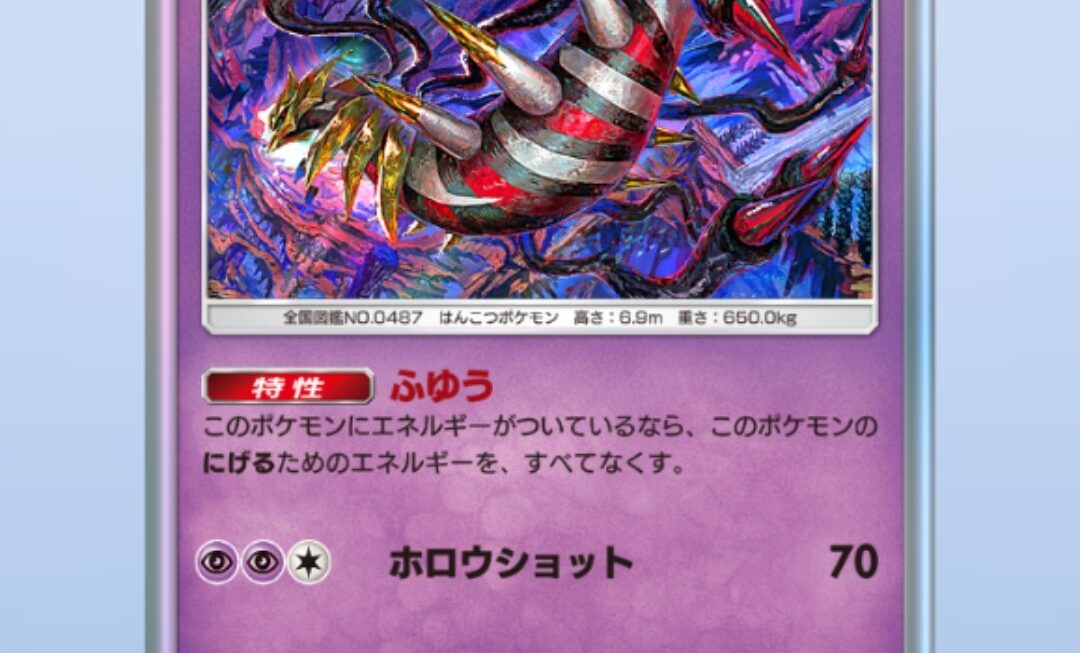 全国図鑑NO.0487 はんこつポケモン 高さ：6.9m 重さ：650.0kg
特性 ふゆう
このポケモンにエネルギーがついているなら、このポケモンの
にげるためのエネルギーを、すべてなくす。
ホロウショット 70